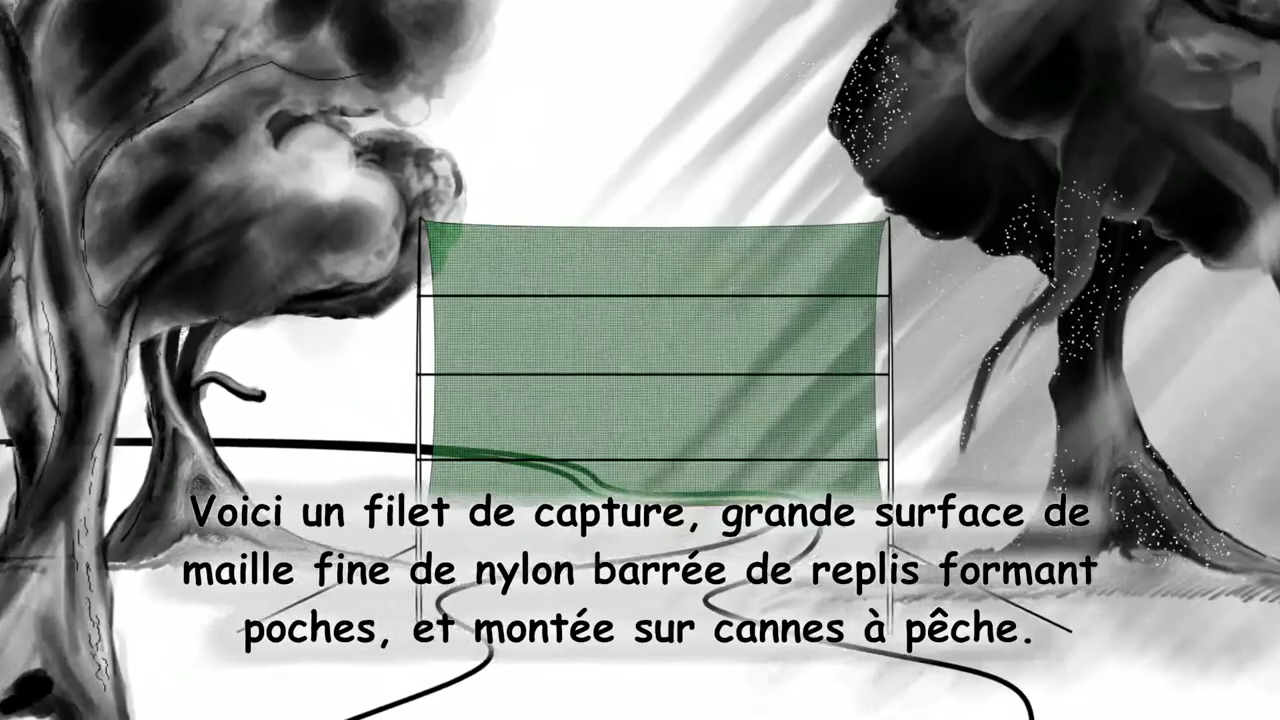 Voici un filet de capture, grande surface de
maille fine de nylon barrée de replis formant
poches, et montée sur cannes à pêche.